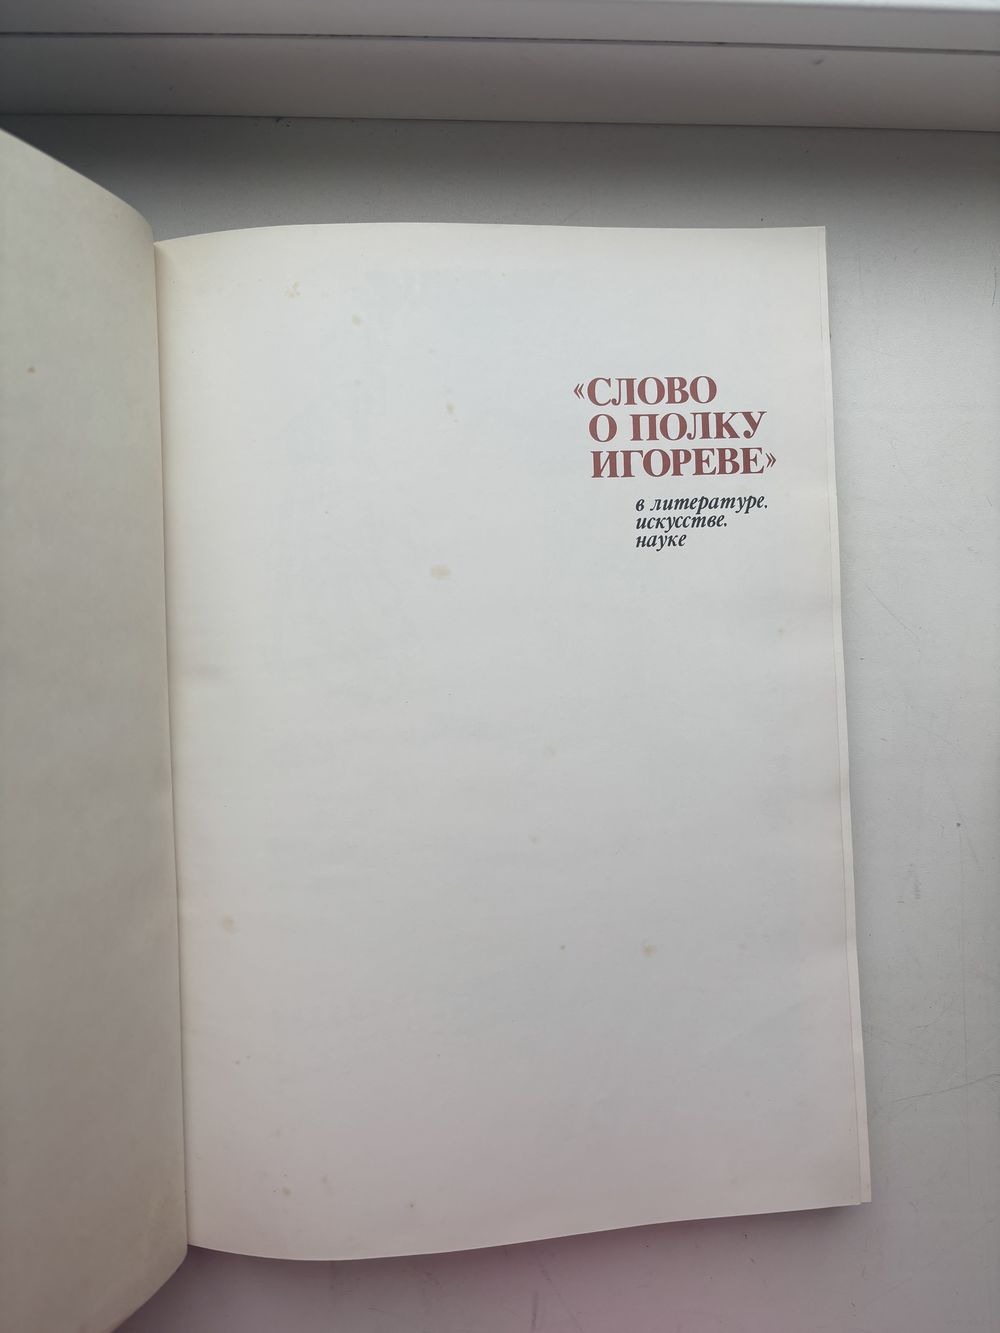 «СЛОВО
О ПОЛКУ
ИГОРЕВЕ»
в литературе,
искусстве,
науке